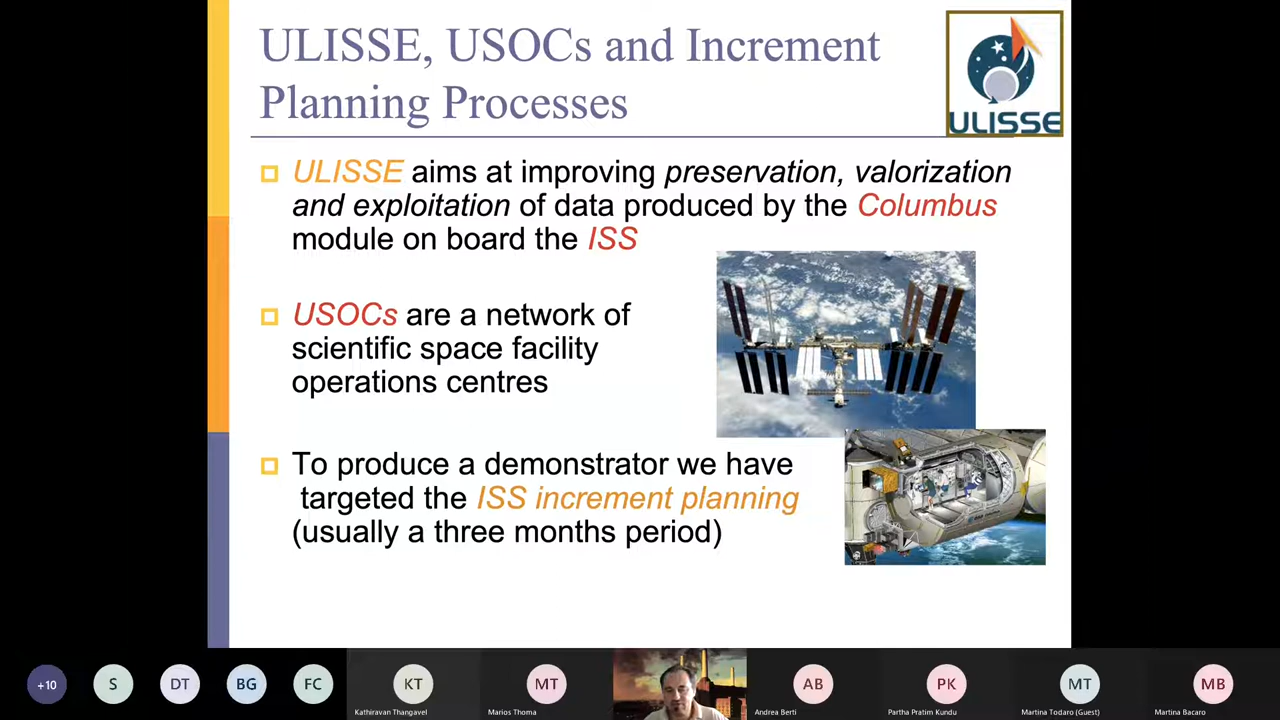 ULISSE, USOCs and Increment
Planning Processes
ULISSE
ULISSE aims at improving preservation, valorization
and exploitation of data produced by the Columbus
module on board the ISS
USOCs are a network of
scientific space facility
operations centres
To produce a demonstrator we have
targeted the ISS increment planning
(usually a three months period)
+10
S
DT
BG
FC
KT
Kathiravan Thangavel
MT
Marios Thoma
AB
Andrea Berti
PK
Partha Pratim Kundu
MT
Martina Todaro (Guest)
MB
Martina Bacaro